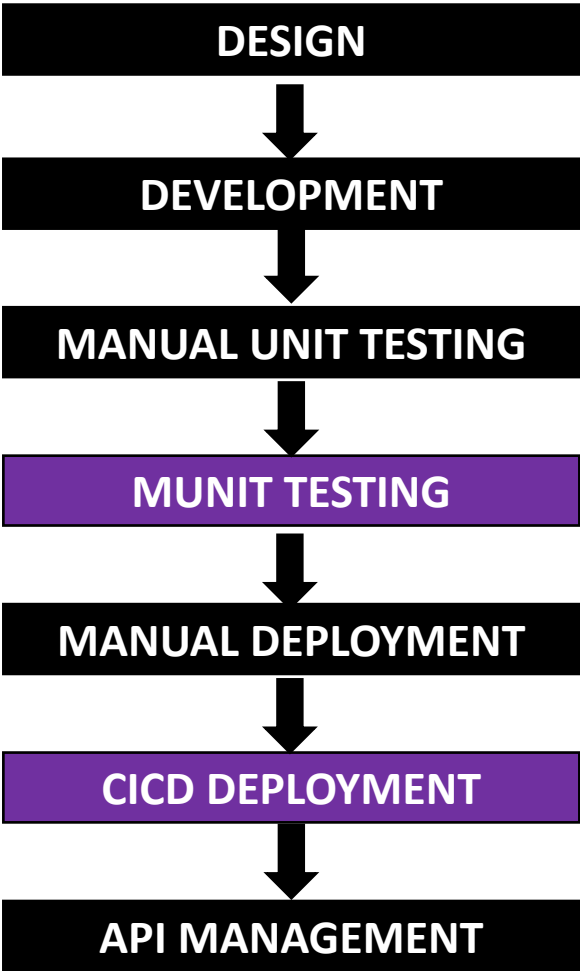 DESIGN
DEVELOPMENT
MANUAL UNIT TESTING
MUNIT TESTING
MANUAL DEPLOYMENT
CICD DEPLOYMENT
API MANAGEMENT